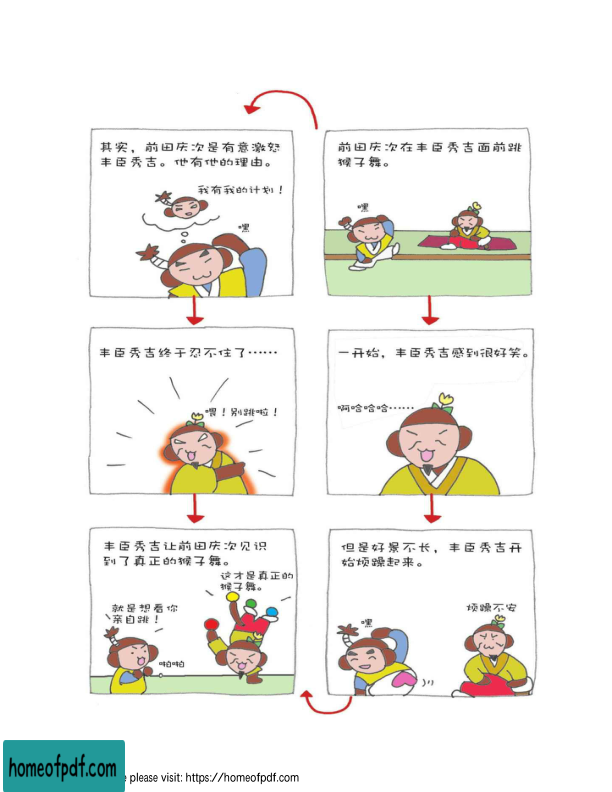 前田庆次在丰臣秀吉面前跳
猴子舞。
嘿
一开始，丰臣秀吉感到很好笑。
啊哈哈哈……
但是好景不长，丰臣秀吉开
始烦躁起来。
嘿
烦躁不安
其实，前田庆次是有意激怒
丰臣秀吉。他有他的理由。
我有我的计划！
嘿
丰臣秀吉终于忍不住了……
喂！别跳啦！
丰臣秀吉让前田庆次见识
到了真正的猴子舞。
这才是真正的
猴子舞。
就是想看你
亲自跳！
啪啪
homeofpdf.com
e please visit: https://homeofpdf.com